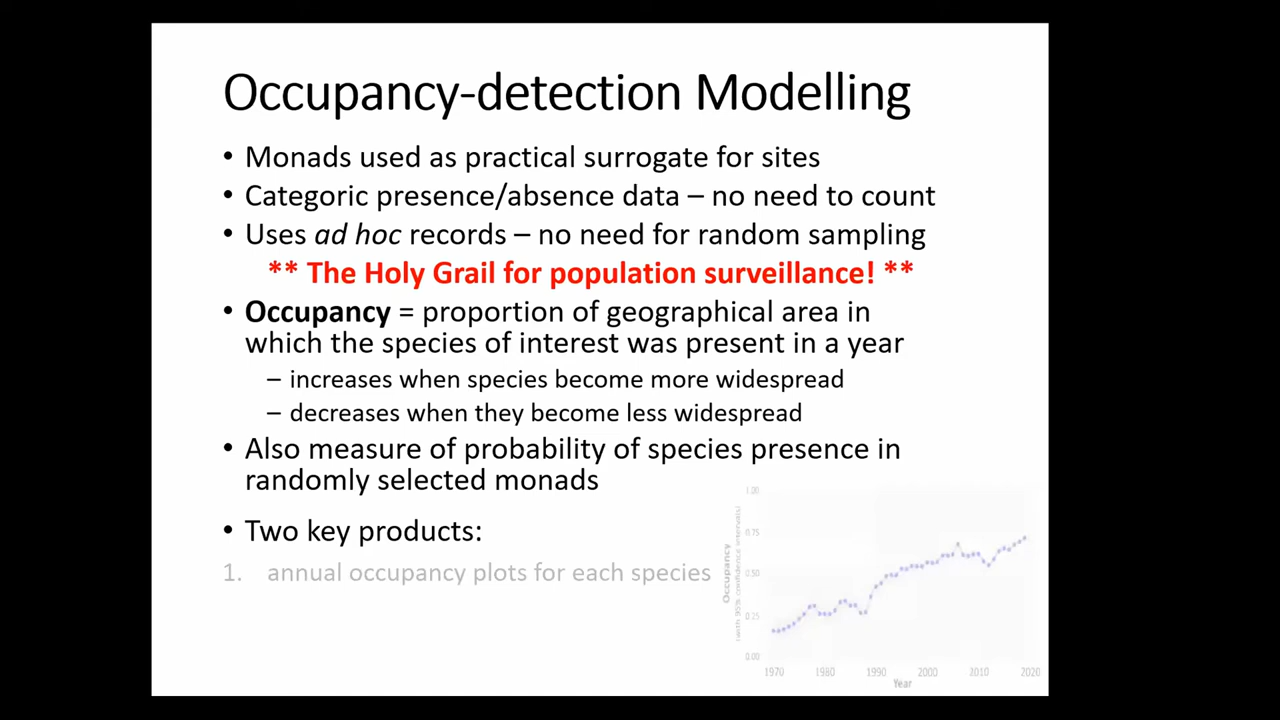 Occupancy-detection Modelling
• Monads used as practical surrogate for sites
• Categoric presence/absence data – no need to count
• Uses ad hoc records – no need for random sampling
** The Holy Grail for population surveillance! **
• Occupancy = proportion of geographical area in
which the species of interest was present in a year
– increases when species become more widespread
– decreases when they become less widespread
• Also measure of probability of species presence in
randomly selected monads
• Two key products:
1. annual occupancy plots for each species
Occupancy
(with 95% confidence intervals)
1.00
0.75
0.50
0.25
0.00
1970 1980 1990 2000 2010 2020
Year